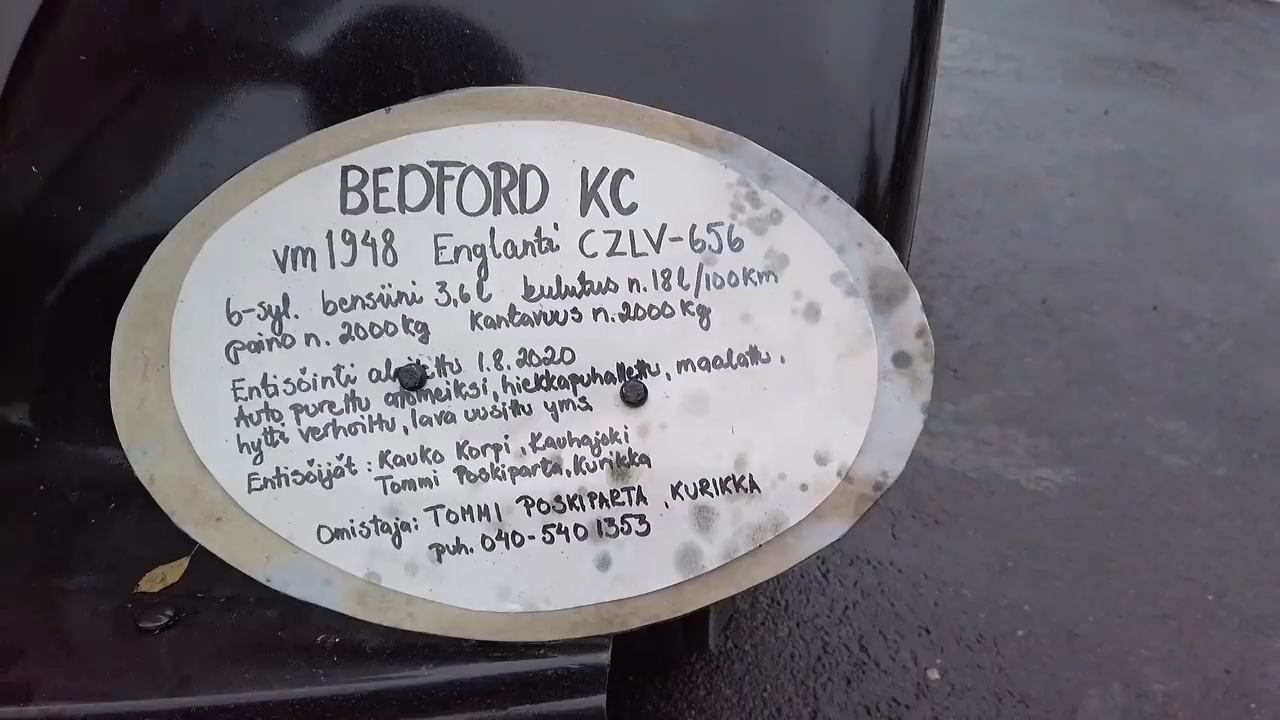 BEDFORD KC
vm 1948 Englanti CZLV-656
6-syl. bensiini 3,6 l kulutus n. 18 l/100 km
paino n. 2000 kg kantavuus n. 2000 kg
Entisöinti aloitettu 1.8.2020
Auto purettu atomeiksi, hiekkapuhallettu, maalattu,
hytti verhoiltu, lava uusittu yms
Entisöijät: Kauko Korpi, Kauhajoki
Tommi Poskiparta, Kurikka
Omistaja: TOMMI POSKIPARTA, KURIKKA
puh. 040-540 1353